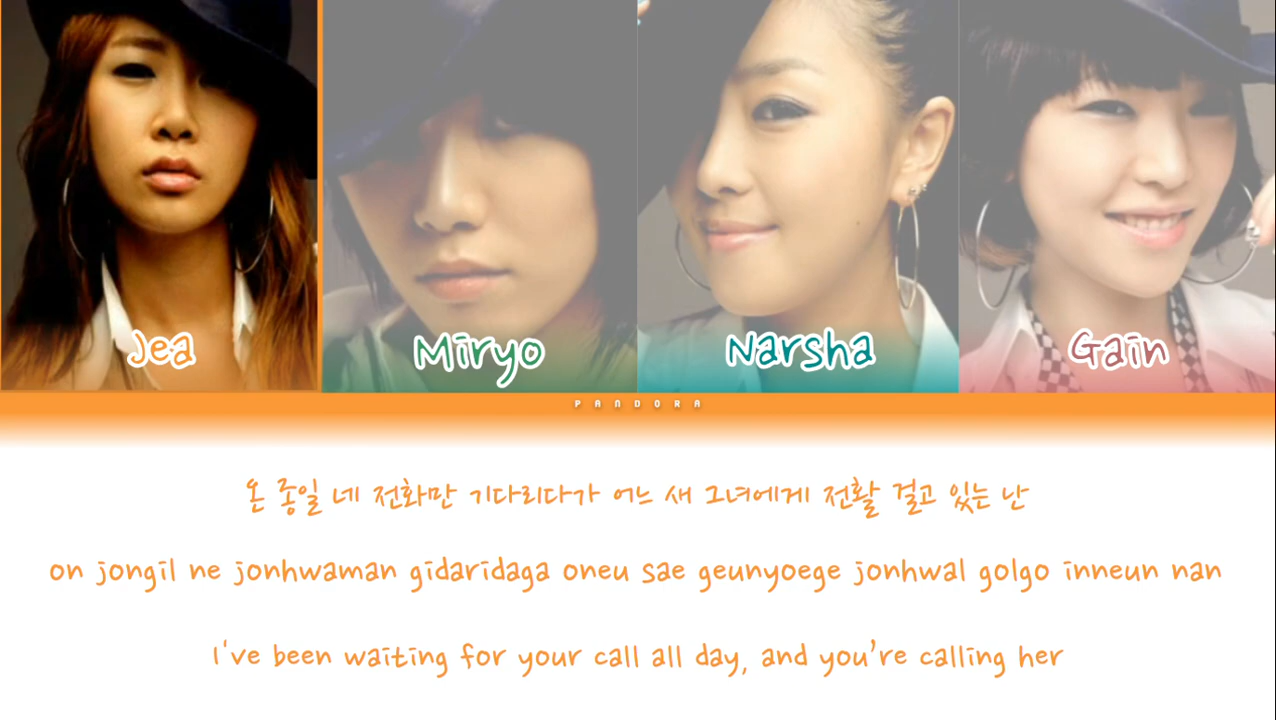 Jea
Miryo
Narsha
Gain
PANDORA
온 종일 네 전화만 기다리다가 어느 새 그녀에게 전활 걸고 있는 난
on jongil ne jonhwaman gidaridaga oneu sae geunyoege jonhwal golgo inneun nan
I've been waiting for your call all day, and you're calling her